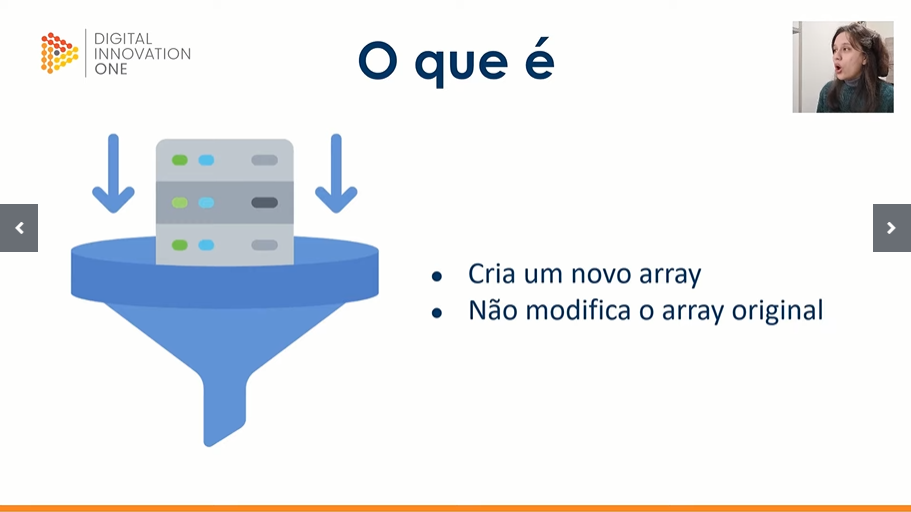 DIGITAL
INNOVATION
ONE
O que é
● Cria um novo array
● Não modifica o array original